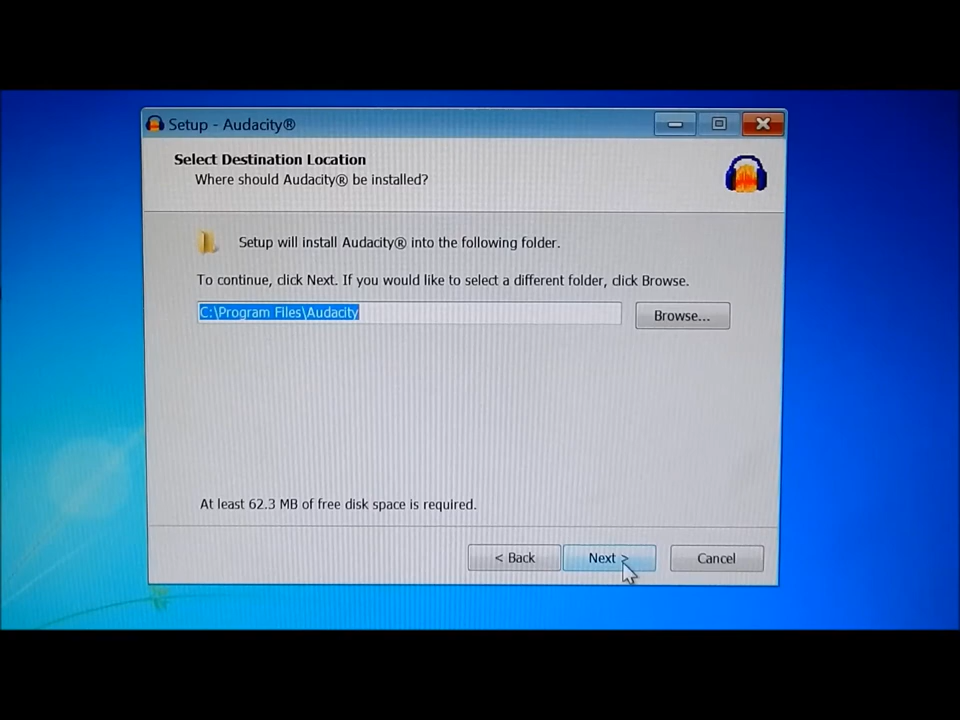 Setup - Audacity®
Select Destination Location
Where should Audacity® be installed?
Setup will install Audacity® into the following folder.
To continue, click Next. If you would like to select a different folder, click Browse.
C:\Program Files\Audacity
Browse...
At least 62.3 MB of free disk space is required.
< Back
Next >
Cancel